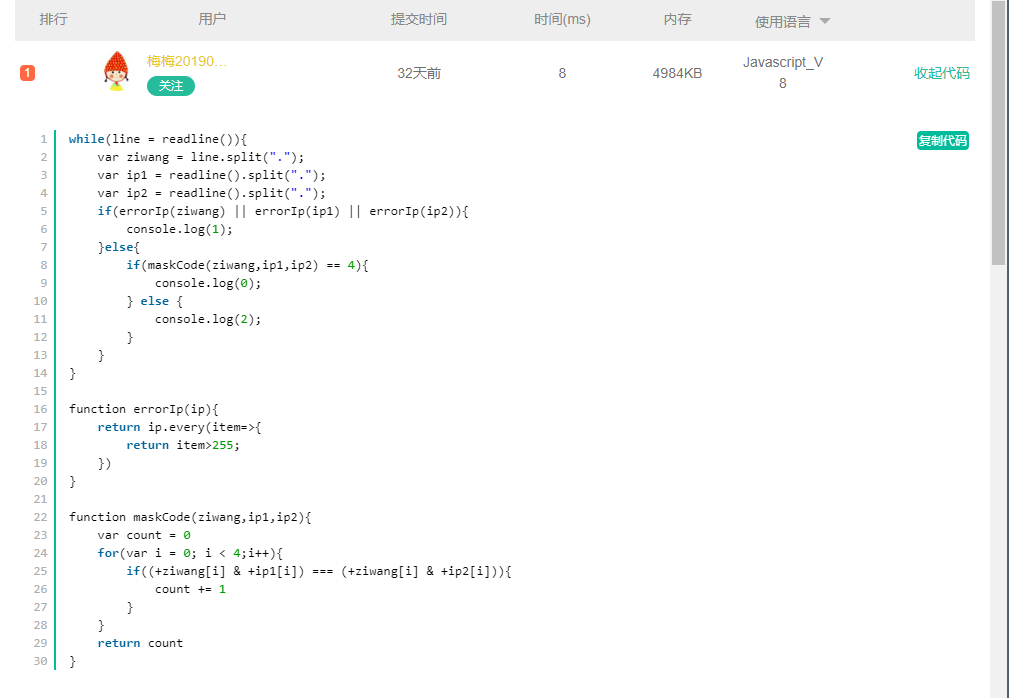 排行 用户 提交时间 时间(ms) 内存 使用语言
1 梅梅20190... 关注 32天前 8 4984KB Javascript_V8 收起代码
复制代码
1 while(line = readline()){
2     var ziwang = line.split(".");
3     var ip1 = readline().split(".");
4     var ip2 = readline().split(".");
5     if(errorIp(ziwang) || errorIp(ip1) || errorIp(ip2)){
6         console.log(1);
7     }else{
8         if(maskCode(ziwang,ip1,ip2) == 4){
9             console.log(0);
10         } else {
11             console.log(2);
12         }
13     }
14 }
15
16 function errorIp(ip){
17     return ip.every(item=>{
18         return item>255;
19     })
20 }
21
22 function maskCode(ziwang,ip1,ip2){
23     var count = 0
24     for(var i = 0; i < 4;i++){
25         if((+ziwang[i] & +ip1[i]) === (+ziwang[i] & +ip2[i])){
26             count += 1
27         }
28     }
29     return count
30 }